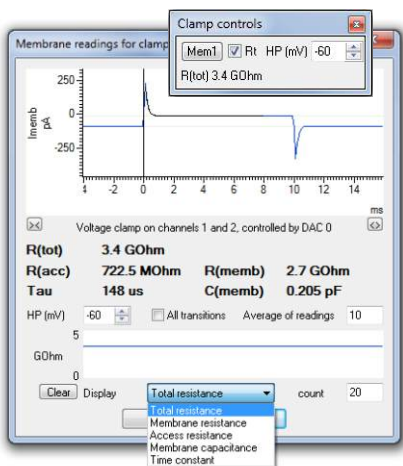 Clamp controls
Mem1 Rt HP (mV) -60
R(tot) 3.4 GOhm
Membrane readings for clamp
Imemb
pA
250
0
-250
-2 0 2 4 6 8 10 12 14
ms
Voltage clamp on channels 1 and 2, controlled by DAC 0
R(tot) 3.4 GOhm
R(acc) 722.5 MOhm R(memb) 2.7 GOhm
Tau 148 us C(memb) 0.205 pF
HP (mV) -60 All transitions Average of readings 10
5
GOhm
0
Clear Display Total resistance count 20
Total resistance
Membrane resistance
Access resistance
Membrane capacitance
Time constant